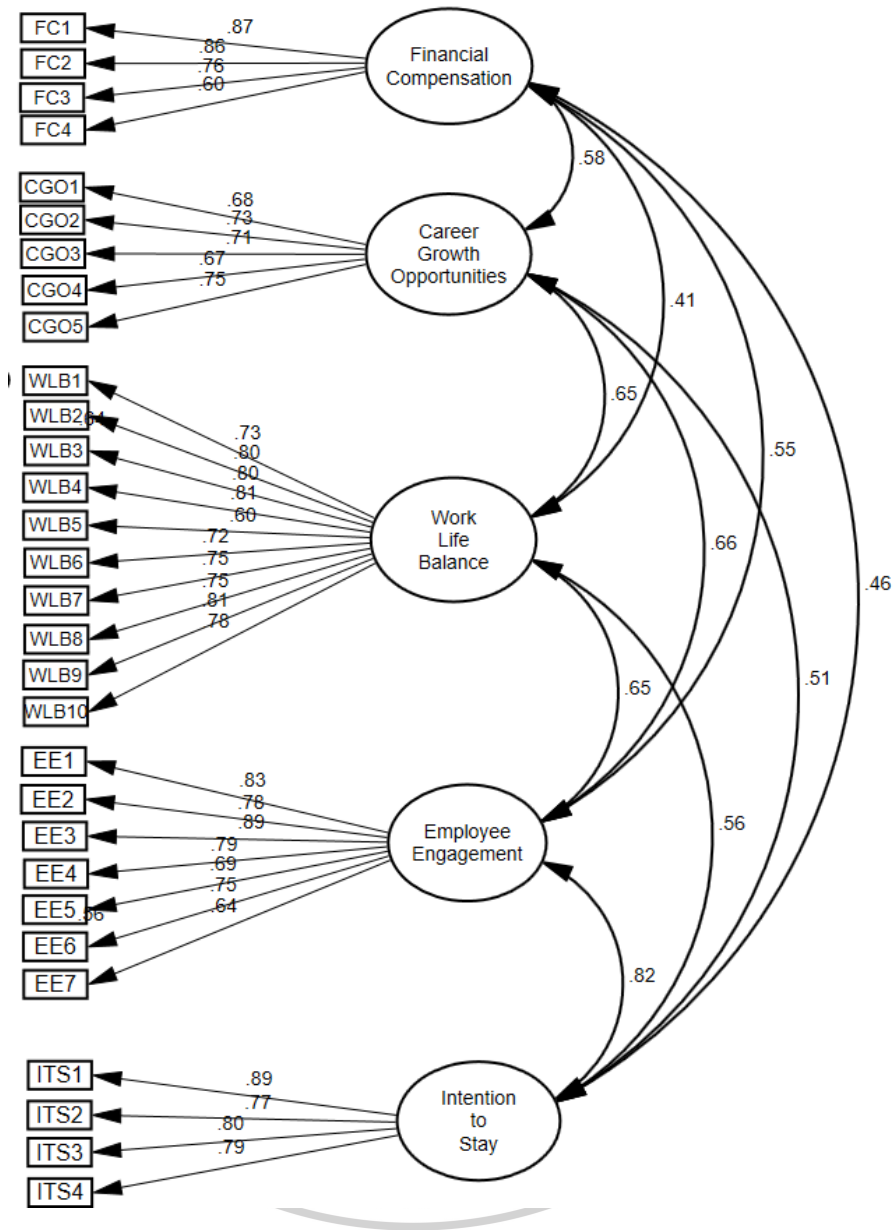 FC1
FC2
FC3
FC4
.87
.86
.76
.60
Financial
Compensation
.58
CGO1
CGO2
CGO3
CGO4
CGO5
.68
.73
.71
.67
.75
Career
Growth
Opportunities
.41
.65
WLB1
WLB2
WLB3
WLB4
WLB5
WLB6
WLB7
WLB8
WLB9
WLB10
.73
.80
.80
.81
.60
.72
.75
.75
.81
.78
Work
Life
Balance
.55
.66
.46
.65
.51
EE1
EE2
EE3
EE4
EE5
EE6
EE7
.56
.83
.78
.89
.79
.69
.75
.64
Employee
Engagement
.56
.82
ITS1
ITS2
ITS3
ITS4
.89
.77
.80
.79
Intention
to
Stay